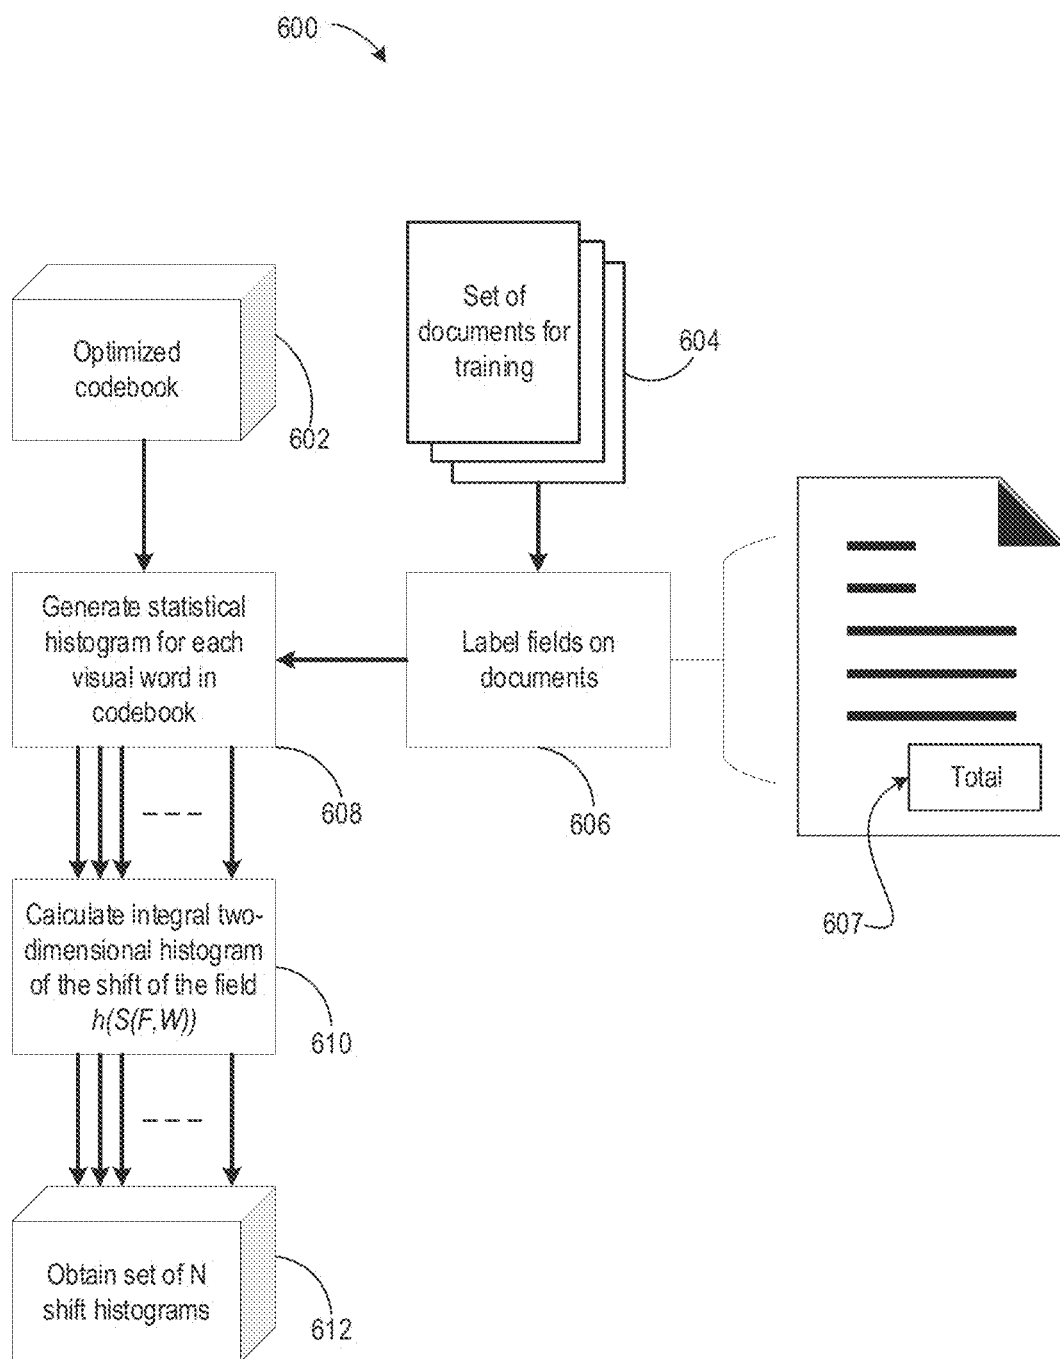 600
Set of
documents for
training
604
Optimized
codebook
602
Generate statistical
histogram for each
visual word in
codebook
608
Label fields on
documents
606
Total
607
Calculate integral two-
dimensional histogram
of the shift of the field
h(S(F,W))
610
Obtain set of N
shift histograms
612